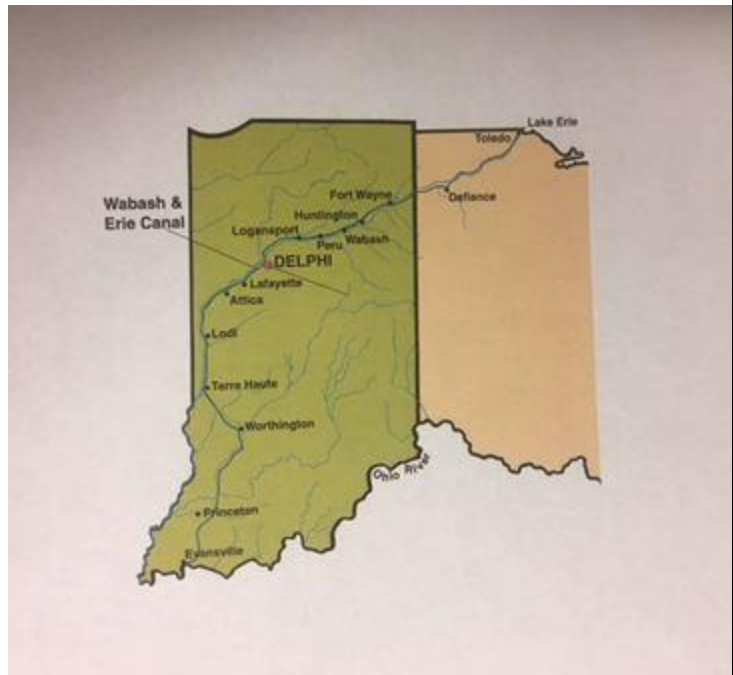 Lake Erie
Toledo
Fort Wayne
Defiance
Wabash &
Erie Canal
Huntington
Logansport
Peru
Wabash
DELPHI
Lafayette
Attica
Lodi
Terre Haute
Worthington
Ohio River
Princeton
Evansville